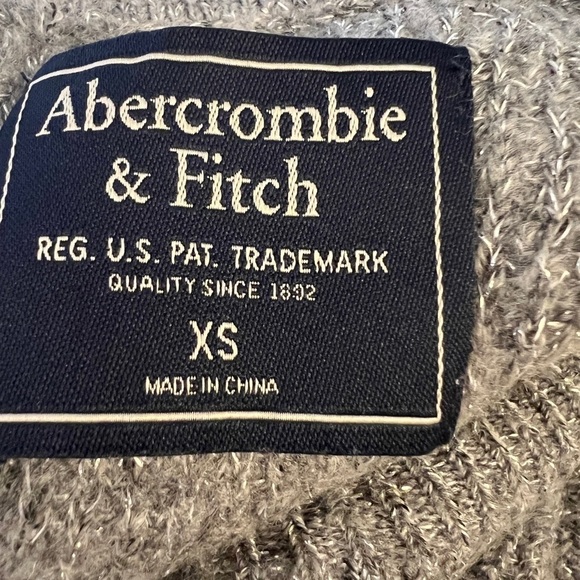 Abercrombie
& Fitch
REG. U.S. PAT. TRADEMARK
QUALITY SINCE 1892
XS
MADE IN CHINA